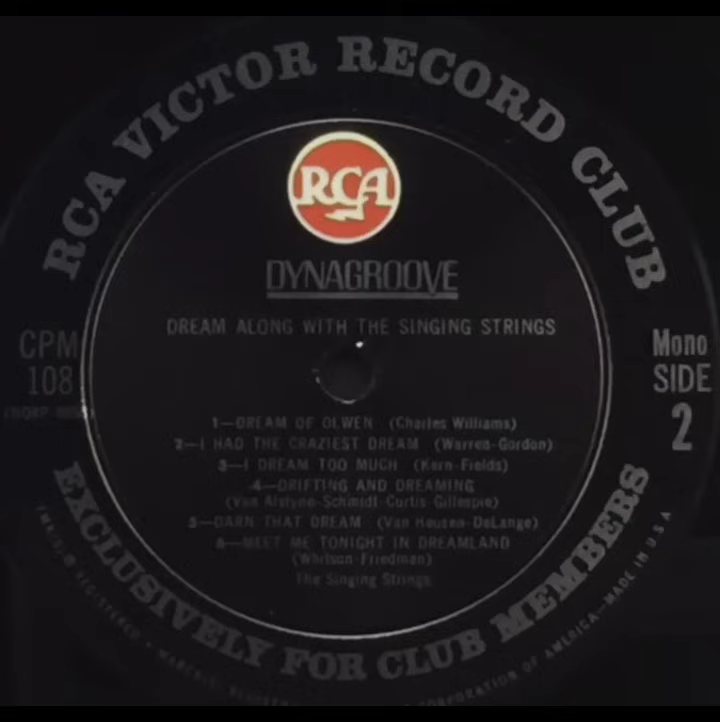 RCA VICTOR RECORD CLUB
RCA
DYNAGROOVE
DREAM ALONG WITH THE SINGING STRINGS
CPM
108
Mono
SIDE
2
1—DREAM OF OLWEN (Charles Williams)
2—I HAD THE CRAZIEST DREAM (Warren-Gordon)
3—I DREAM TOO MUCH (Kern-Fields)
4—DRIFTING AND DREAMING
(Van Alstyne-Schmidt-Curtis-Gillespie)
5—DARN THAT DREAM (Van Heusen-DeLange)
6—MEET ME TONIGHT IN DREAMLAND
(Whitson-Friedman)
The Singing Strings
EXCLUSIVELY FOR CLUB MEMBERS
REGISTERED • CORPORATION OF AMERICA—MADE IN U.S.A